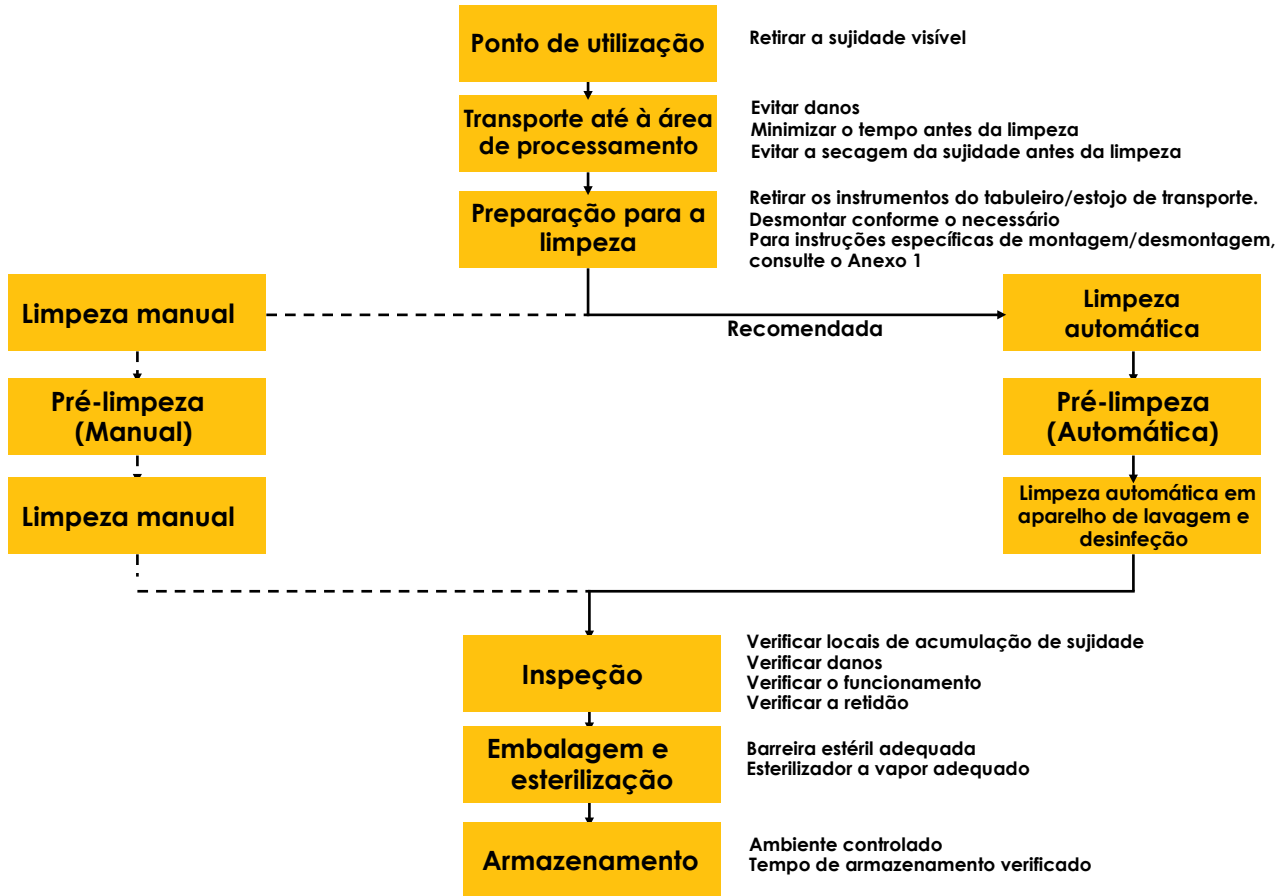 Ponto de utilização
Retirar a sujidade visível
Transporte até à área
de processamento
Evitar danos
Minimizar o tempo antes da limpeza
Evitar a secagem da sujidade antes da limpeza
Preparação para a
limpeza
Retirar os instrumentos do tabuleiro/estojo de transporte.
Desmontar conforme o necessário
Para instruções específicas de montagem/desmontagem,
consulte o Anexo 1
Limpeza manual
Recomendada
Limpeza
automática
Pré-limpeza
(Manual)
Pré-limpeza
(Automática)
Limpeza manual
Limpeza automática em
aparelho de lavagem e
desinfeção
Inspeção
Verificar locais de acumulação de sujidade
Verificar danos
Verificar o funcionamento
Verificar a retidão
Embalagem e
esterilização
Barreira estéril adequada
Esterilizador a vapor adequado
Armazenamento
Ambiente controlado
Tempo de armazenamento verificado